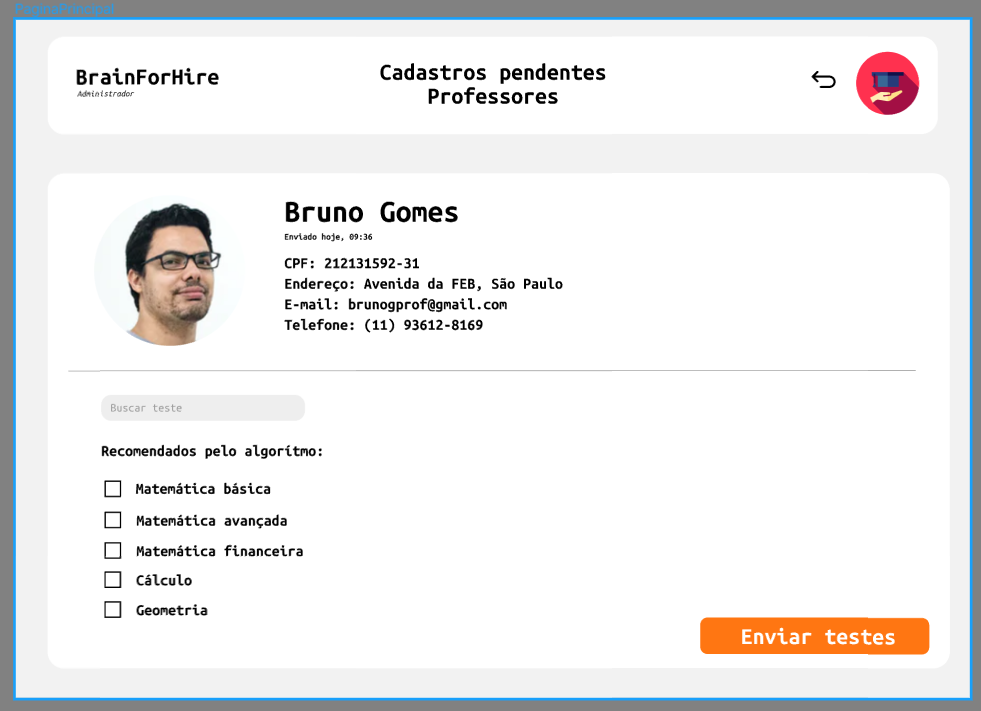 PaginaPrincipal
BrainForHire
Administrador
Cadastros pendentes
Professores
Bruno Gomes
Enviado hoje, 09:36
CPF: 212131592-31
Endereço: Avenida da FEB, São Paulo
E-mail: brunogprof@gmail.com
Telefone: (11) 93612-8169
Buscar teste
Recomendados pelo algorítmo:
Matemática básica
Matemática avançada
Matemática financeira
Cálculo
Geometria
Enviar testes